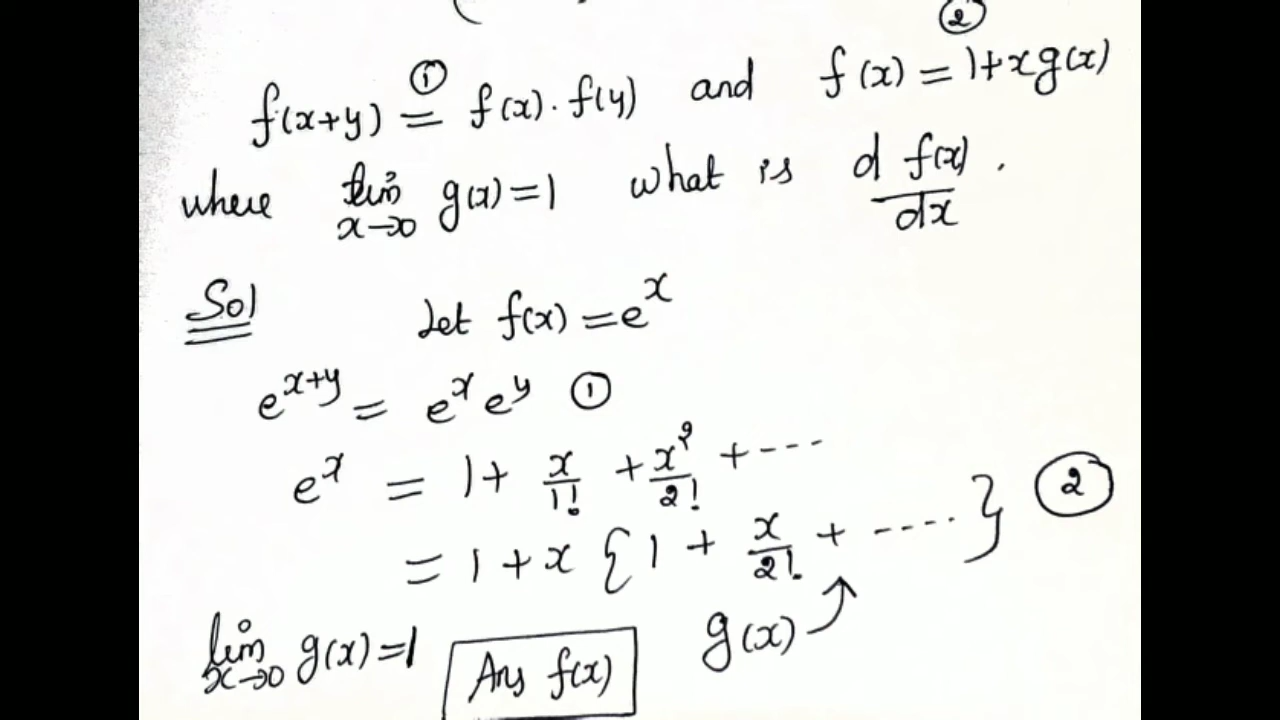 ②
f(x+y) ①= f(x). f(y) and f(x) = 1+xg(x)
where lim x→0 g(x)=1 what is d f(x)/dx .
Sol Let f(x) = e^x
e^(x+y) = e^x e^y ①
e^x = 1+ x/1! + x²/2! + ----
= 1 + x { 1 + x/2! + ----- } ②
lim x→0 g(x)=1 Ans f(x) g(x)